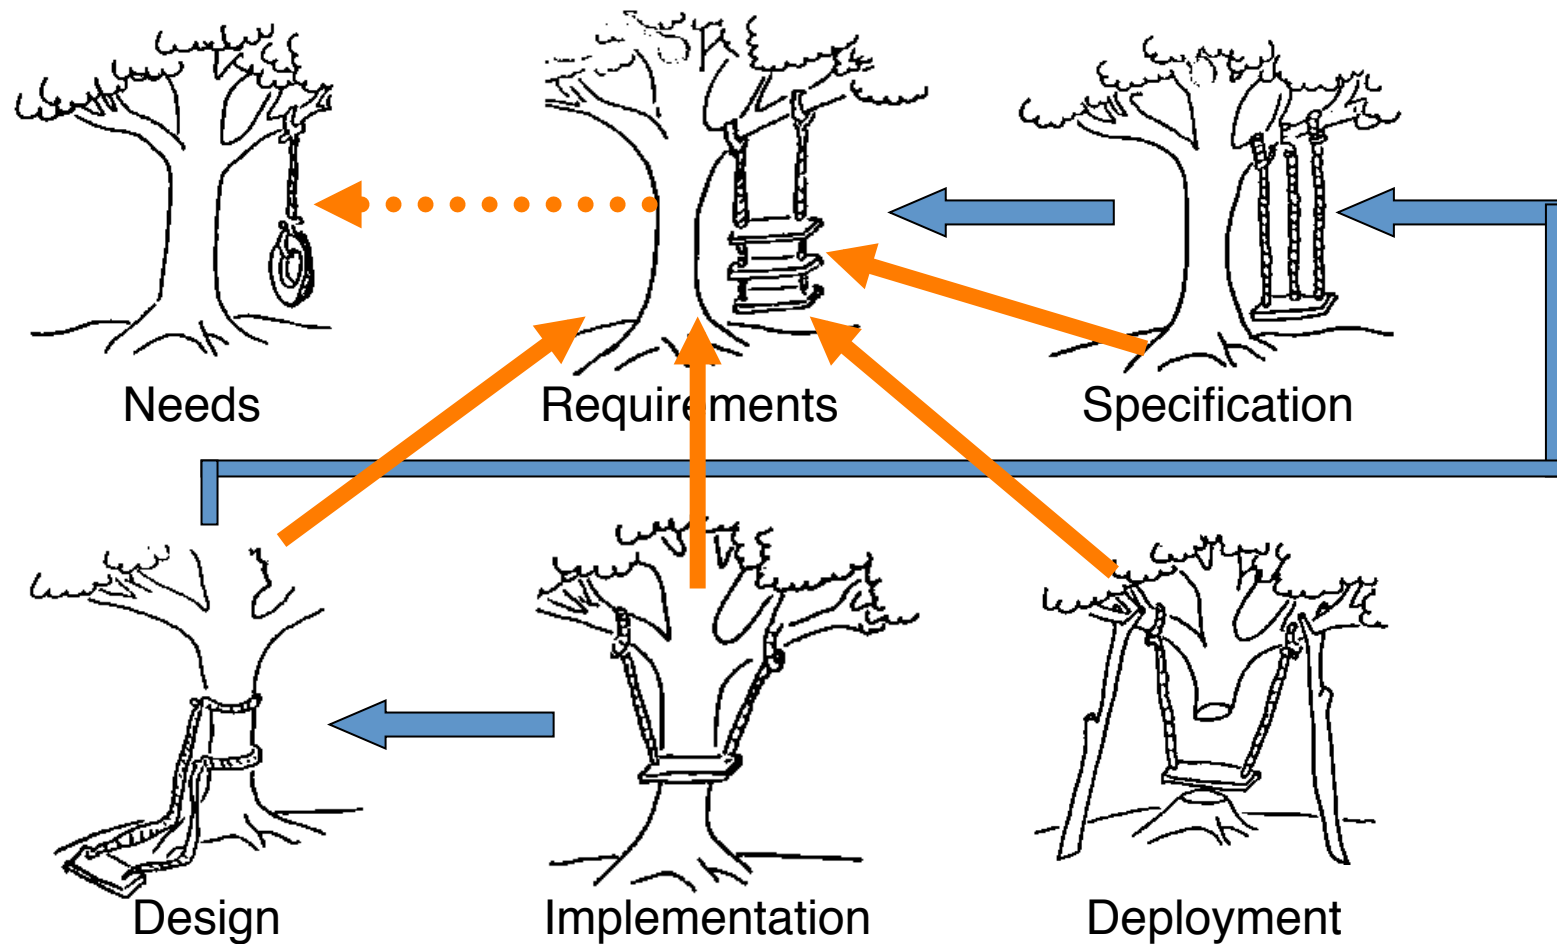 Needs
Requirements
Specification
Design
Implementation
Deployment